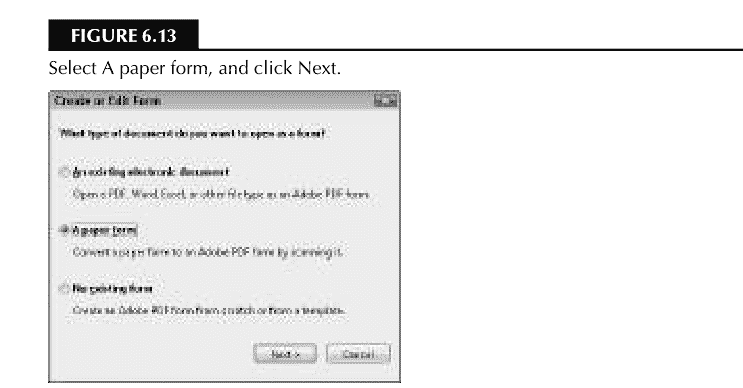 FIGURE 6.13
Select A paper form, and click Next.
Create or Edit Form
What type of document do you want to open as a form?
An existing electronic document
Open a PDF, Word, Excel, or other file type as an Adobe PDF form.
A paper form
Convert a paper form to an Adobe PDF form by scanning it.
No existing form
Create an Adobe PDF form from scratch or from a template.
Next > Cancel